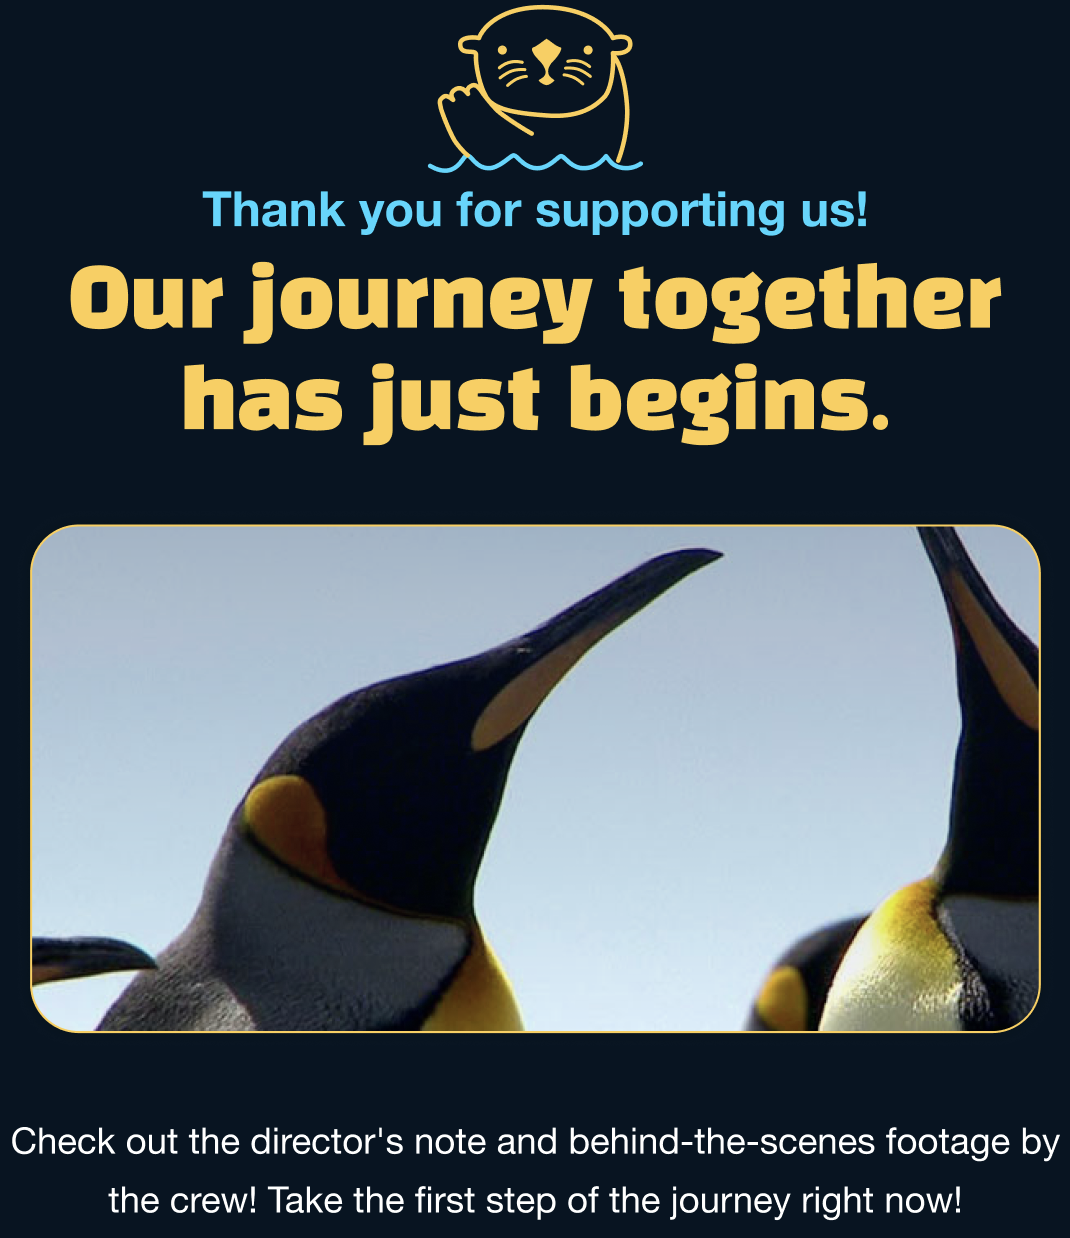 Thank you for supporting us!
Our journey together
has just begins.
Check out the director's note and behind-the-scenes footage by
the crew! Take the first step of the journey right now!